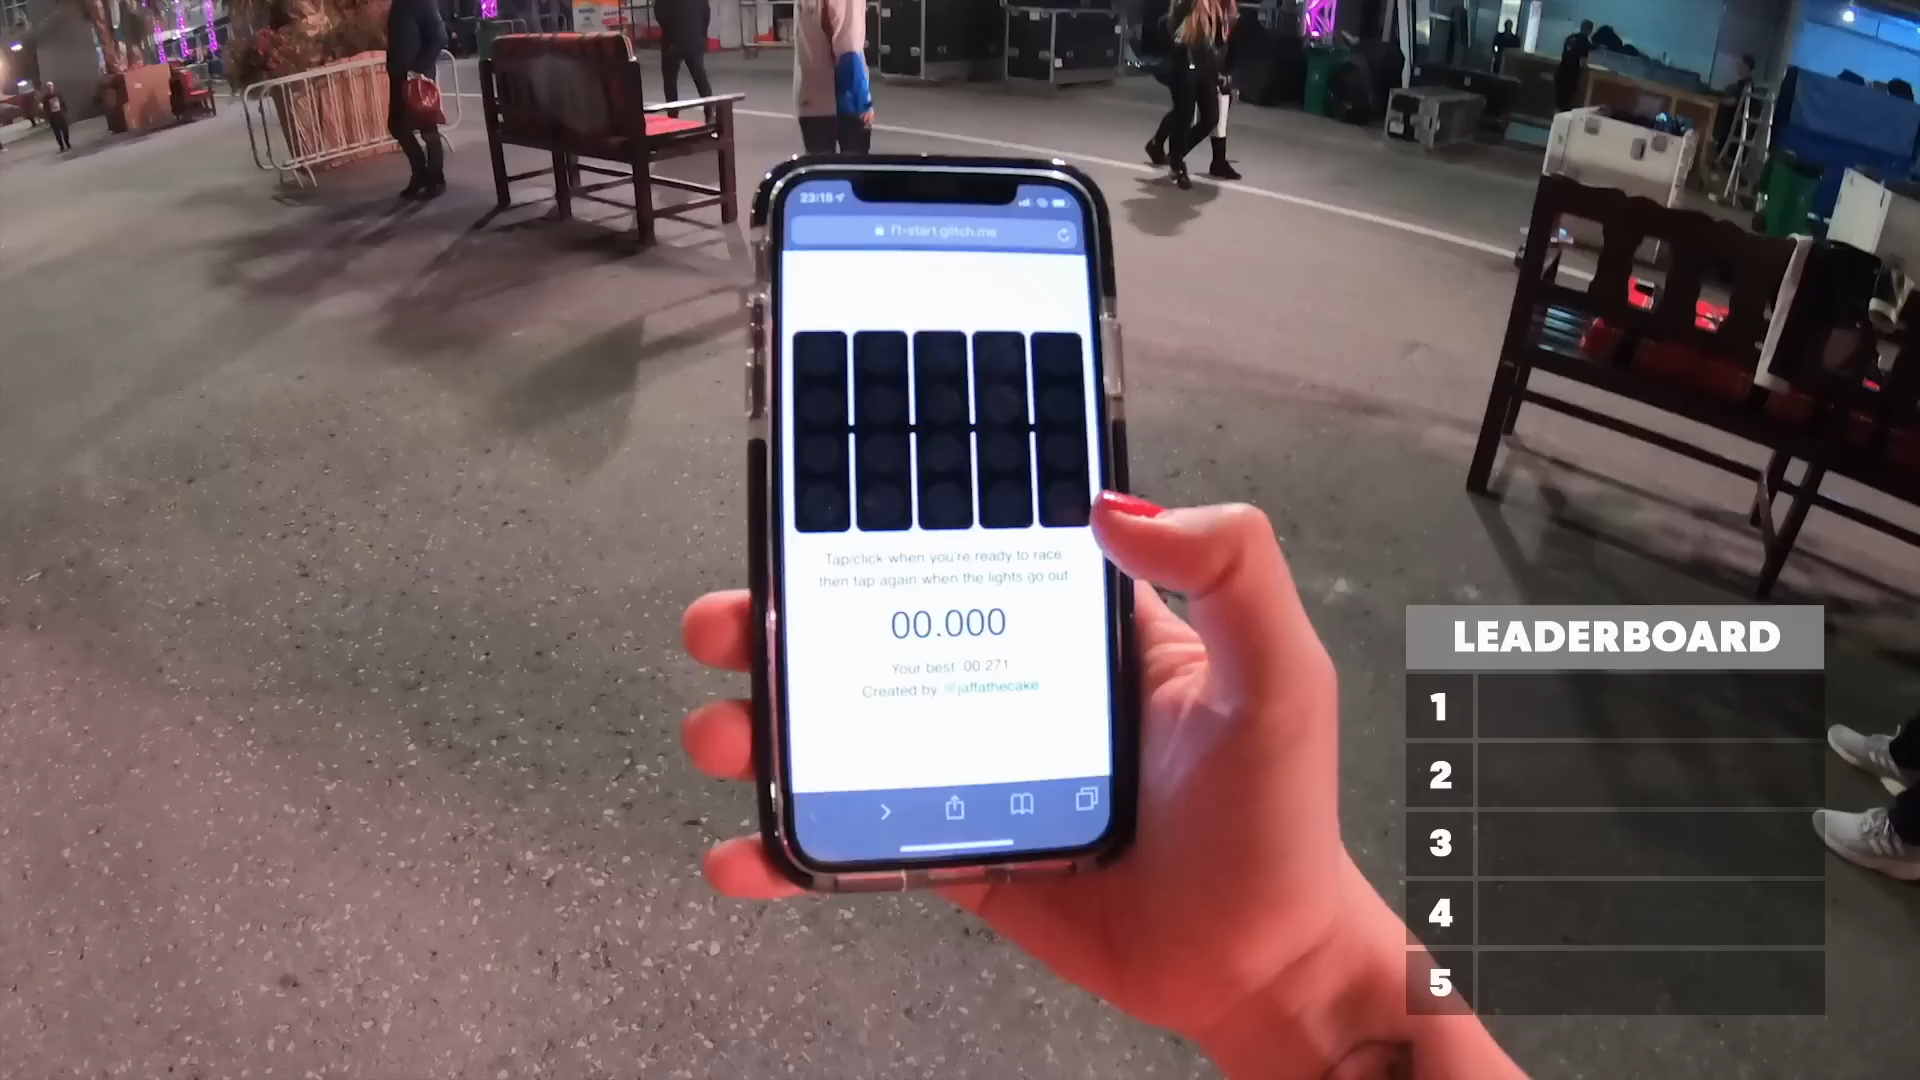 23:16
f1-start.glitch.me
Tap/click when you're ready to race
then tap again when the lights go out
00.000
Your best: 00.271
Created by @jaffathecake
LEADERBOARD
1
2
3
4
5